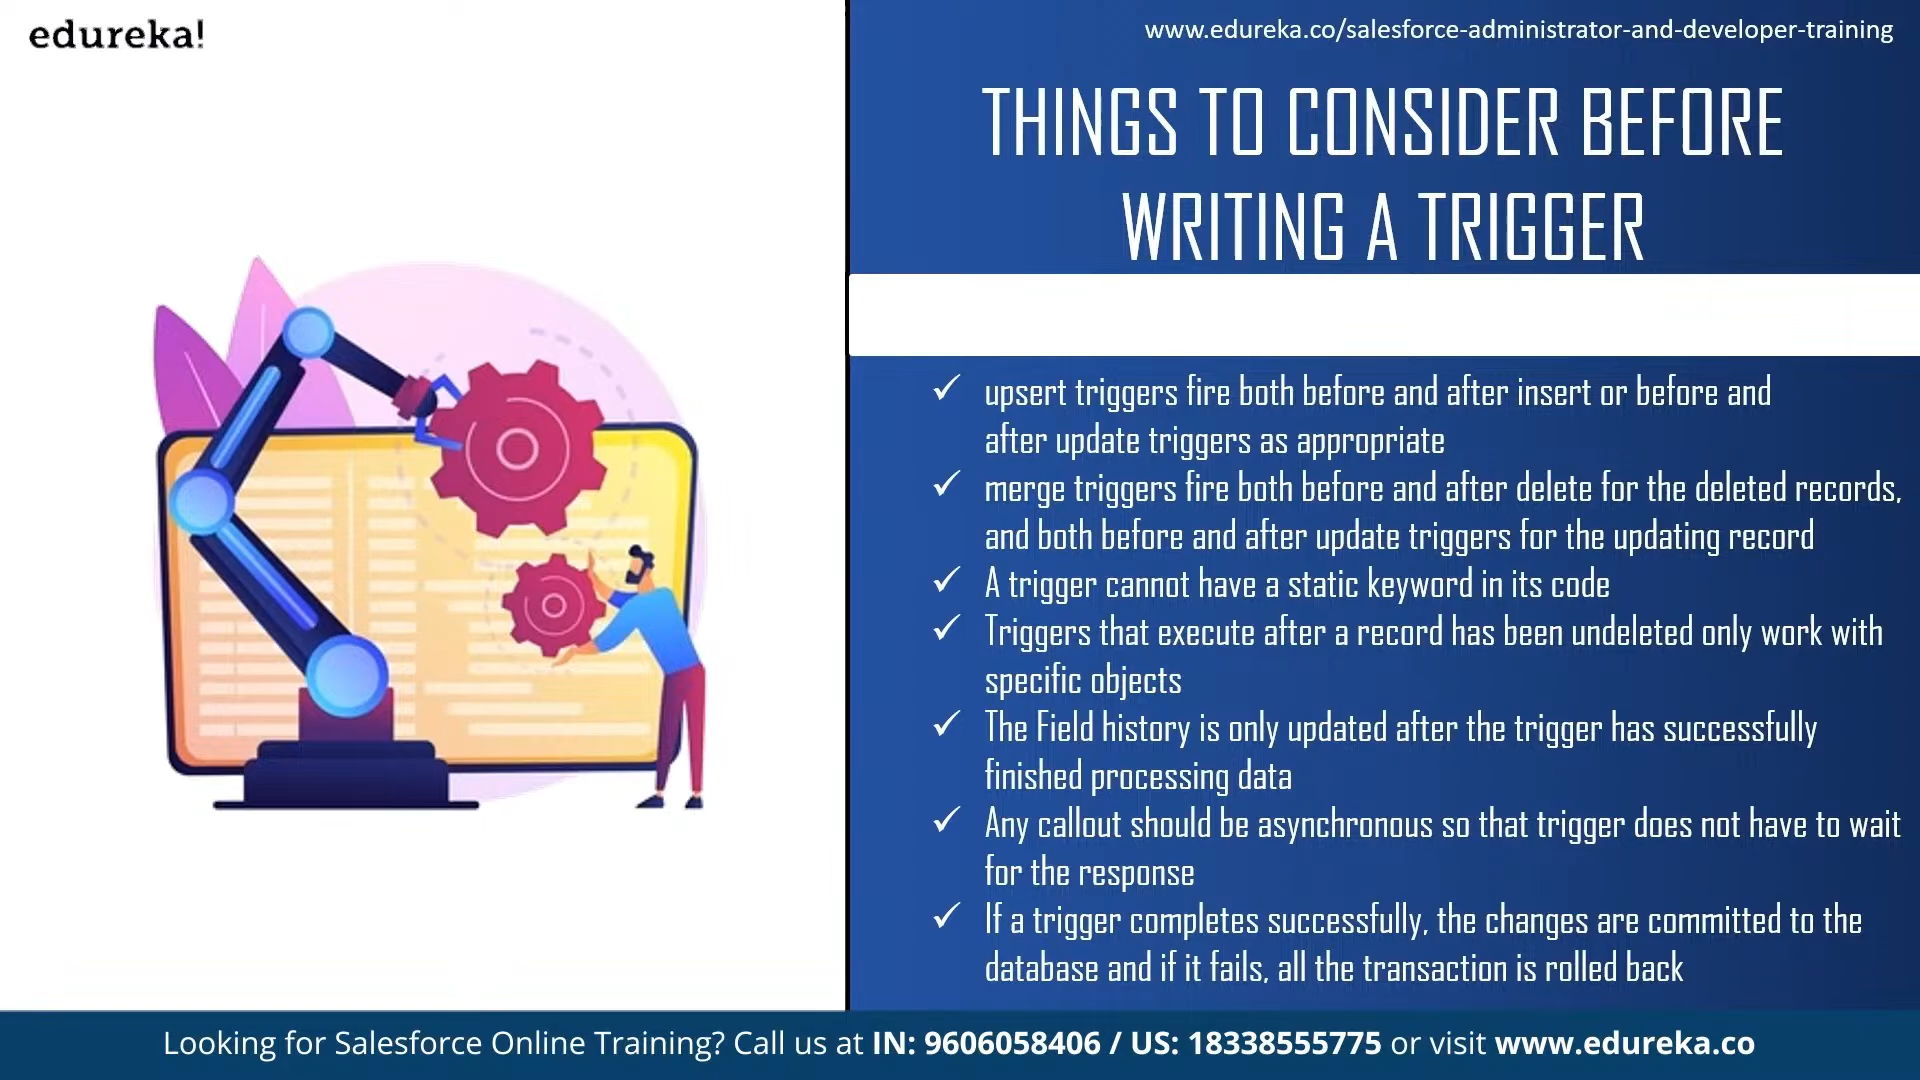 edureka!
www.edureka.co/salesforce-administrator-and-developer-training
THINGS TO CONSIDER BEFORE
WRITING A TRIGGER
✓ upsert triggers fire both before and after insert or before and
after update triggers as appropriate
✓ merge triggers fire both before and after delete for the deleted records,
and both before and after update triggers for the updating record
✓ A trigger cannot have a static keyword in its code
✓ Triggers that execute after a record has been undeleted only work with
specific objects
✓ The Field history is only updated after the trigger has successfully
finished processing data
✓ Any callout should be asynchronous so that trigger does not have to wait
for the response
✓ If a trigger completes successfully, the changes are committed to the
database and if it fails, all the transaction is rolled back
Looking for Salesforce Online Training? Call us at IN: 9606058406 / US: 18338555775 or visit www.edureka.co